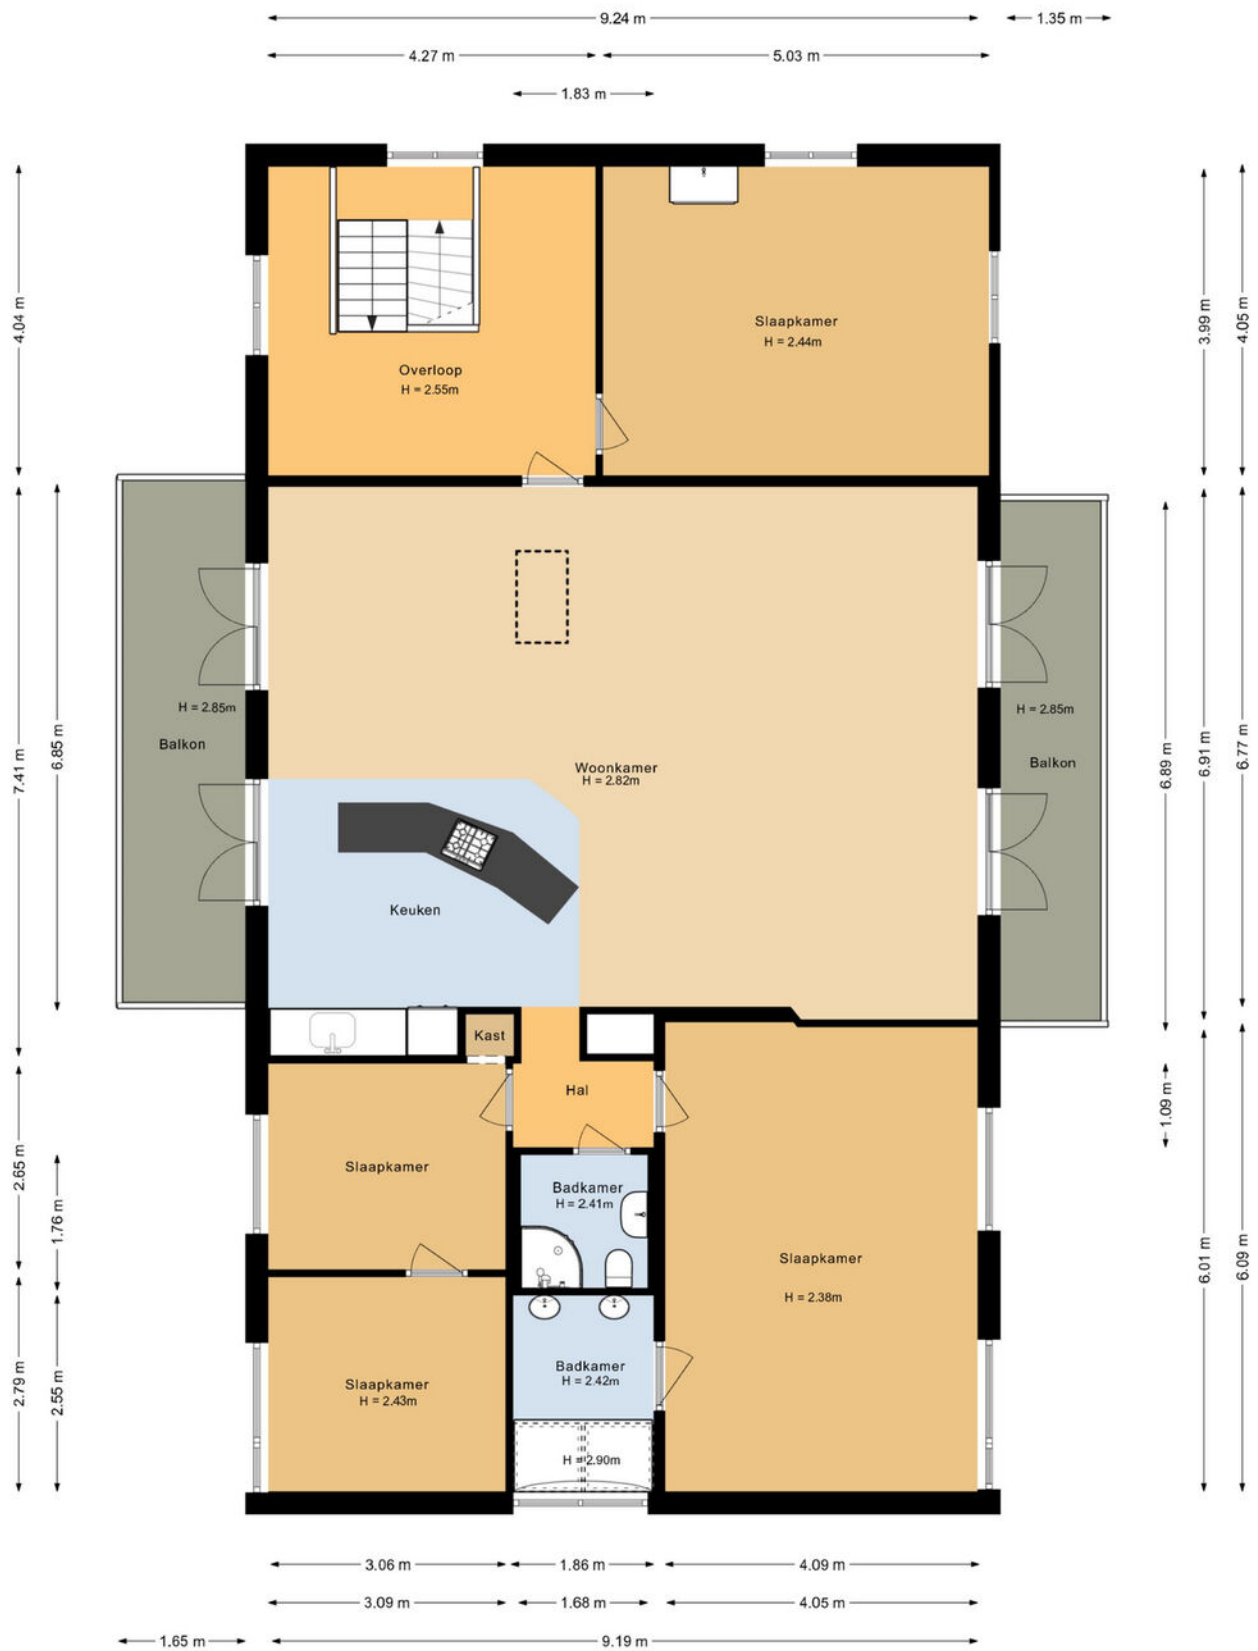 9.24 m
1.35 m
4.27 m
5.03 m
1.83 m
4.04 m
3.99 m
4.05 m
Slaapkamer
H = 2.44m
Overloop
H = 2.55m
7.41 m
6.85 m
H = 2.85m
Balkon
Woonkamer
H = 2.82m
H = 2.85m
Balkon
6.89 m
6.91 m
6.77 m
Keuken
Kast
Hal
1.09 m
2.65 m
1.76 m
Slaapkamer
Badkamer
H = 2.41m
Slaapkamer
H = 2.38m
6.01 m
6.09 m
2.79 m
2.55 m
Slaapkamer
H = 2.43m
Badkamer
H = 2.42m
H = 2.90m
3.06 m
1.86 m
4.09 m
3.09 m
1.68 m
4.05 m
1.65 m
9.19 m